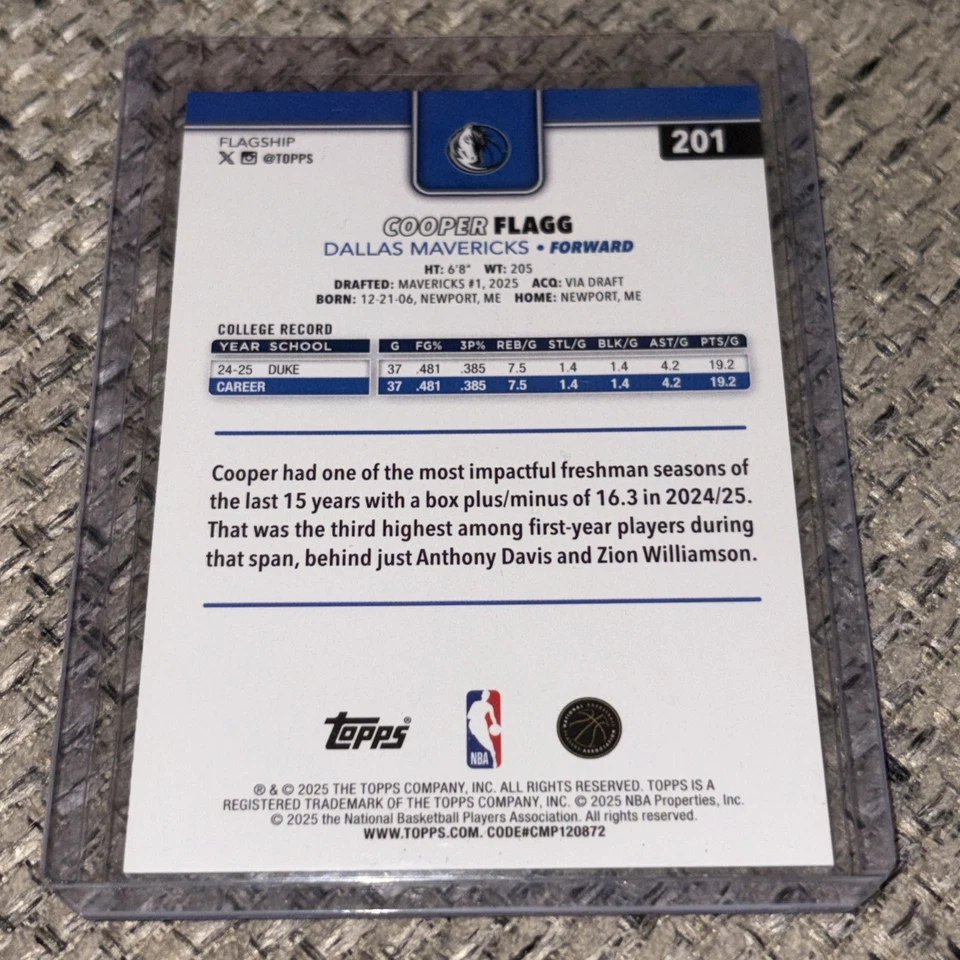 FLAGSHIP
201
@TOPPS
COOPER FLAGG
DALLAS MAVERICKS • FORWARD
HT: 6'8" WT: 205
DRAFTED: MAVERICKS #1, 2025 ACQ: VIA DRAFT
BORN: 12-21-06, NEWPORT, ME HOME: NEWPORT, ME
COLLEGE RECORD
YEAR SCHOOL G FG% 3P% REB/G STL/G BLK/G AST/G PTS/G
24-25 DUKE 37 .481 .385 7.5 1.4 1.4 4.2 19.2
CAREER 37 .481 .385 7.5 1.4 1.4 4.2 19.2
Cooper had one of the most impactful freshman seasons of
the last 15 years with a box plus/minus of 16.3 in 2024/25.
That was the third highest among first-year players during
that span, behind just Anthony Davis and Zion Williamson.
Topps®
NBA
NATIONAL BASKETBALL PLAYERS ASSOCIATION
® & © 2025 THE TOPPS COMPANY, INC. ALL RIGHTS RESERVED. TOPPS IS A
REGISTERED TRADEMARK OF THE TOPPS COMPANY, INC. © 2025 NBA Properties, Inc.
© 2025 the National Basketball Players Association. All rights reserved.
WWW.TOPPS.COM. CODE#CMP120872